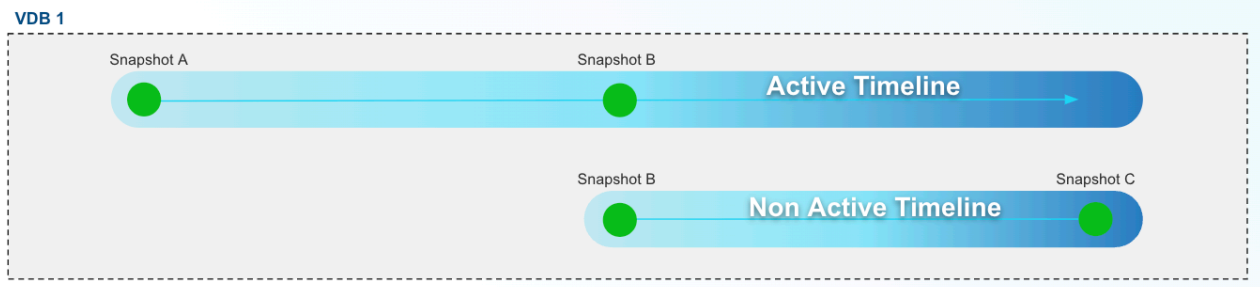 VDB 1
Snapshot A
Snapshot B
Active Timeline
Snapshot B
Snapshot C
Non Active Timeline